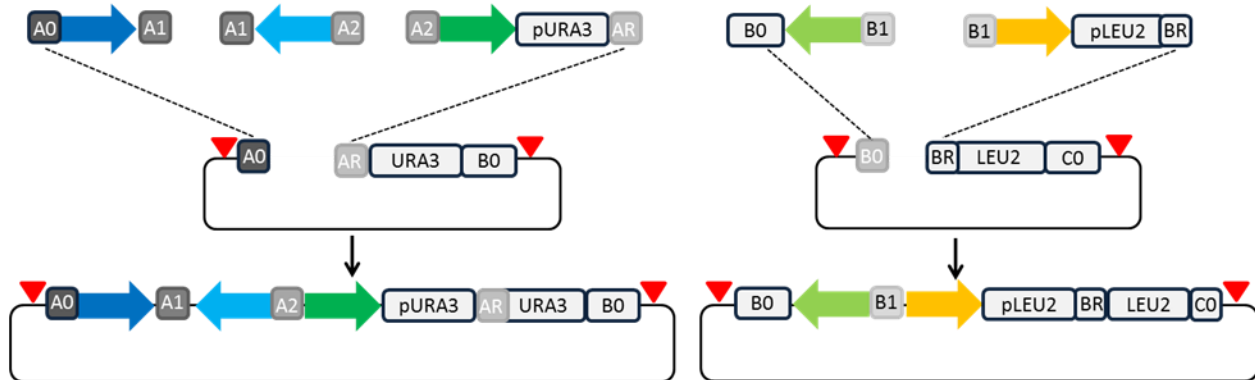 A0 A1 A1 A2 A2 pURA3 AR B0 B1 B1 pLEU2 BR
A0 AR URA3 B0 B0 BR LEU2 C0
A0 A1 A2 pURA3 AR URA3 B0 B0 B1 pLEU2 BR LEU2 C0